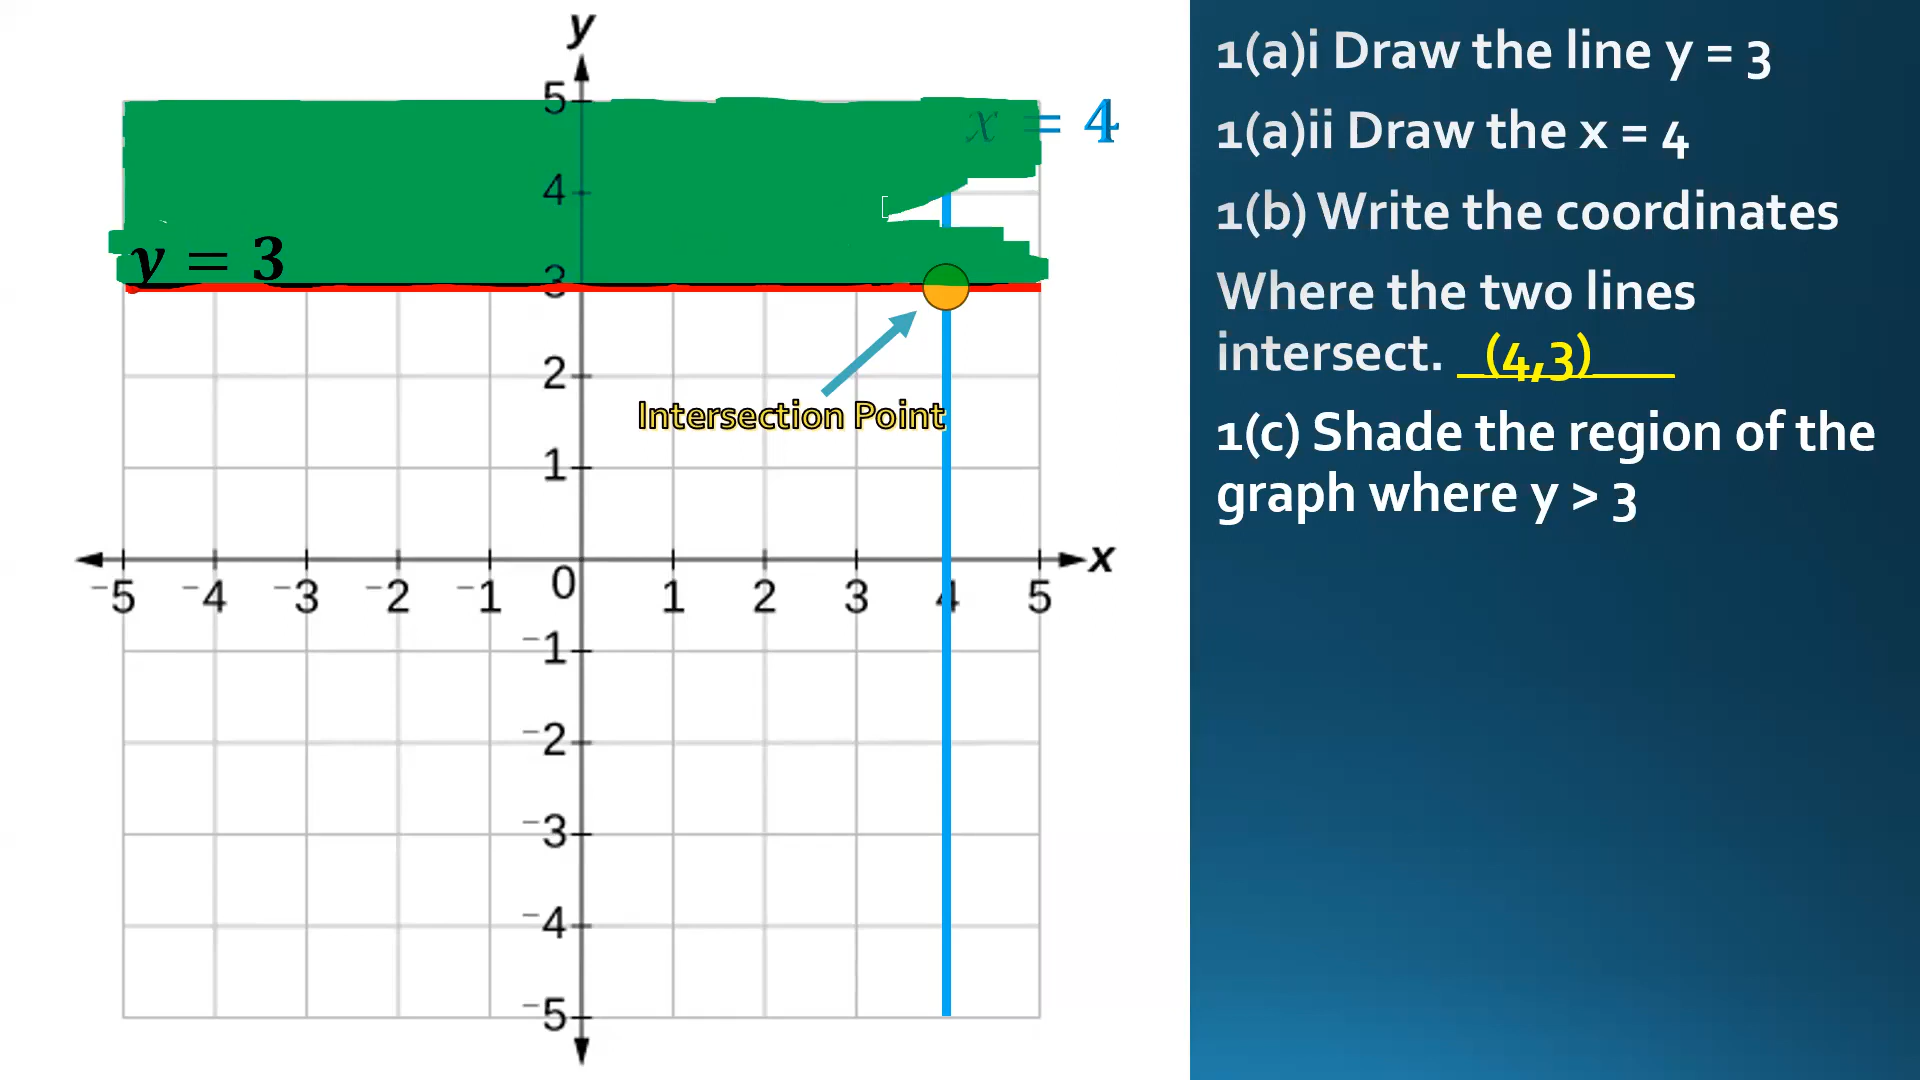 y
5
x = 4
4
y = 3
3
2
Intersection Point
1
x
0
-5 -4 -3 -2 -1 1 2 3 4 5
-1
-2
-3
-4
-5
1(a)i Draw the line y = 3
1(a)ii Draw the x = 4
1(b) Write the coordinates
Where the two lines
intersect. _(4,3)____
1(c) Shade the region of the
graph where y > 3